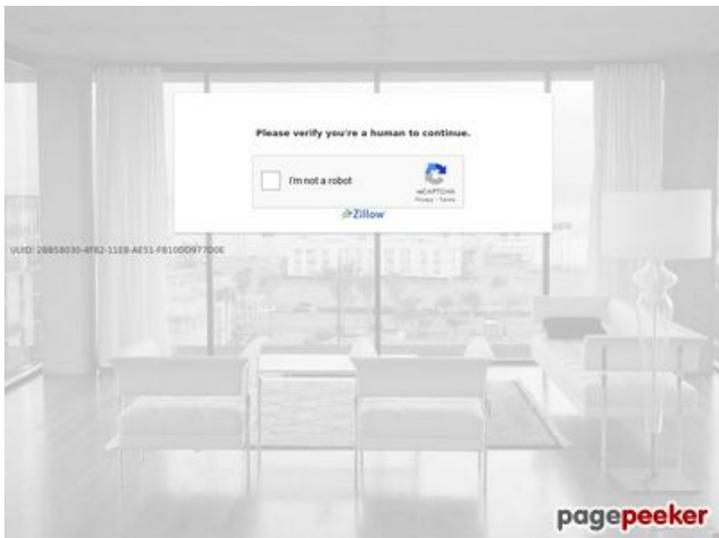 Please verify you're a human to continue.
I'm not a robot
reCAPTCHA
Privacy - Terms
Zillow
pagepeeker